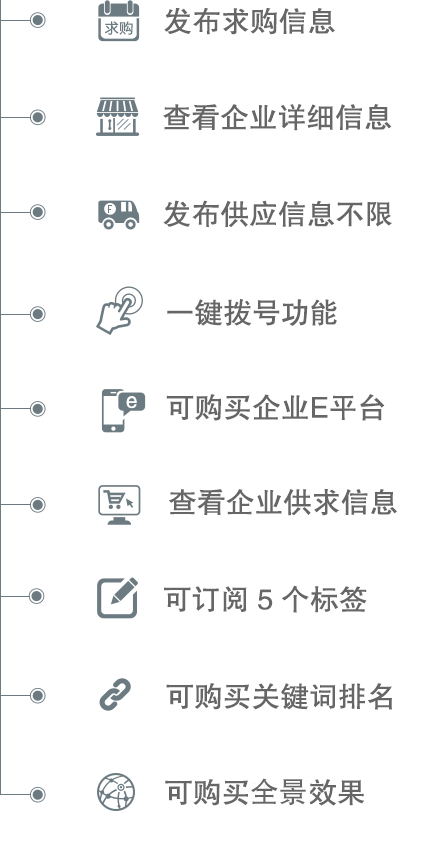 求购
发布求购信息
查看企业详细信息
F
发布供应信息不限
一键拨号功能
e
可购买企业E平台
查看企业供求信息
可订阅 5 个标签
可购买关键词排名
可购买全景效果